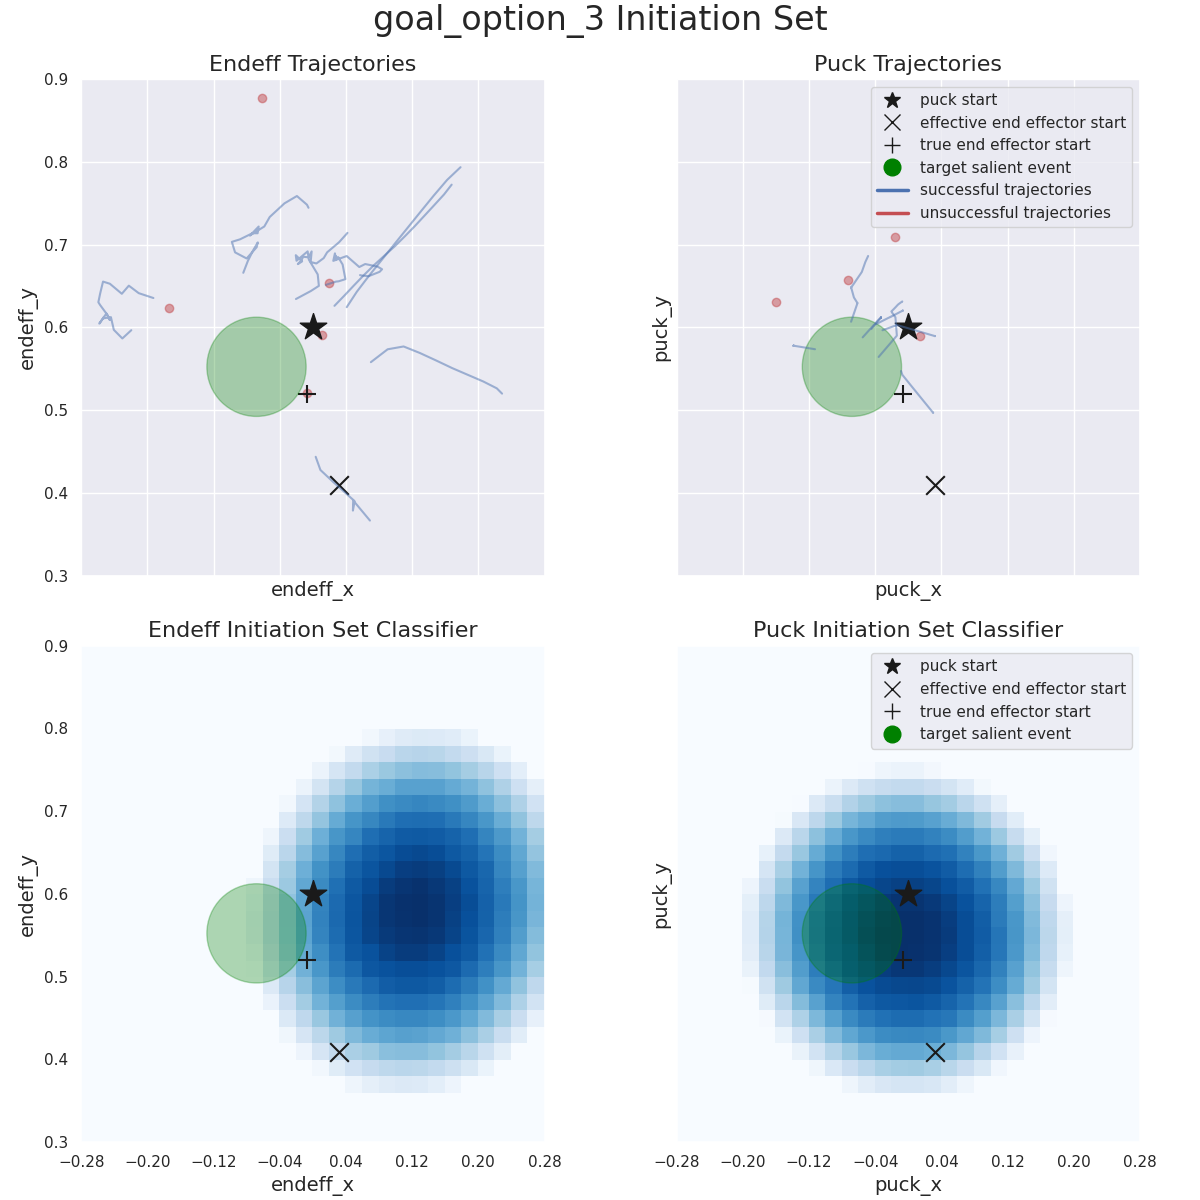 goal_option_3 Initiation Set
Endeff Trajectories
0.9
0.8
0.7
0.6
0.5
0.4
0.3
endeff_y
endeff_x
Puck Trajectories
puck start
effective end effector start
true end effector start
target salient event
successful trajectories
unsuccessful trajectories
puck_y
puck_x
Endeff Initiation Set Classifier
0.9
0.8
0.7
0.6
0.5
0.4
0.3
endeff_y
−0.28 −0.20 −0.12 −0.04 0.04 0.12 0.20 0.28
endeff_x
Puck Initiation Set Classifier
puck start
effective end effector start
true end effector start
target salient event
puck_y
−0.28 −0.20 −0.12 −0.04 0.04 0.12 0.20 0.28
puck_x